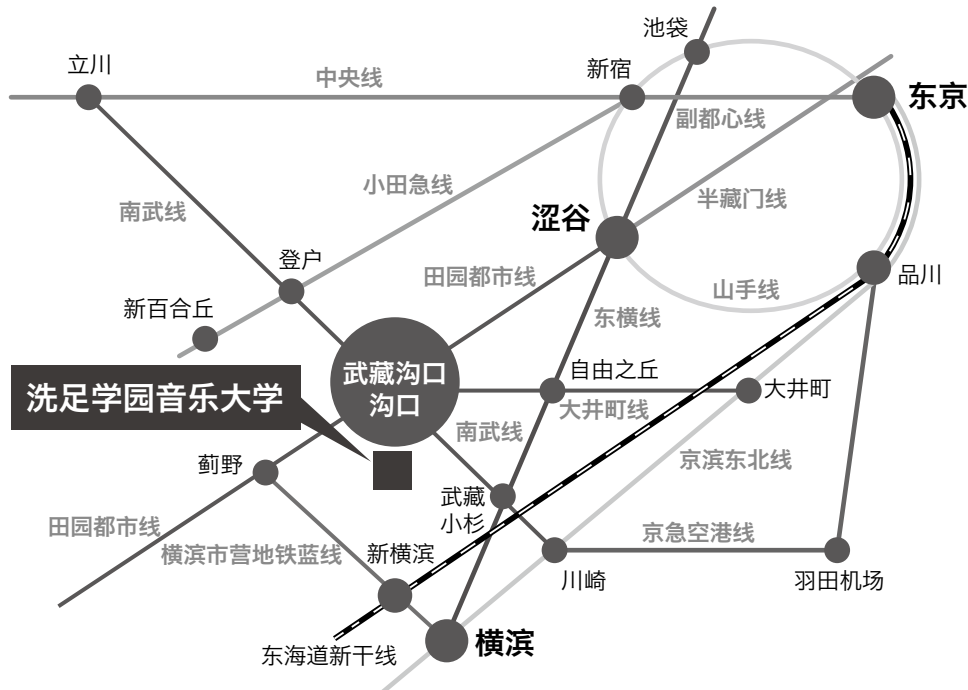 池袋
立川
新宿
中央线
东京
副都心线
小田急线
半藏门线
南武线
涩谷
登户
田园都市线
品川
山手线
新百合丘
东横线
武藏沟口
沟口
自由之丘
洗足学园音乐大学
大井町
大井町线
南武线
蓟野
京滨东北线
武藏
小杉
田园都市线
京急空港线
横滨市营地铁蓝线
新横滨
川崎
羽田机场
横滨
东海道新干线